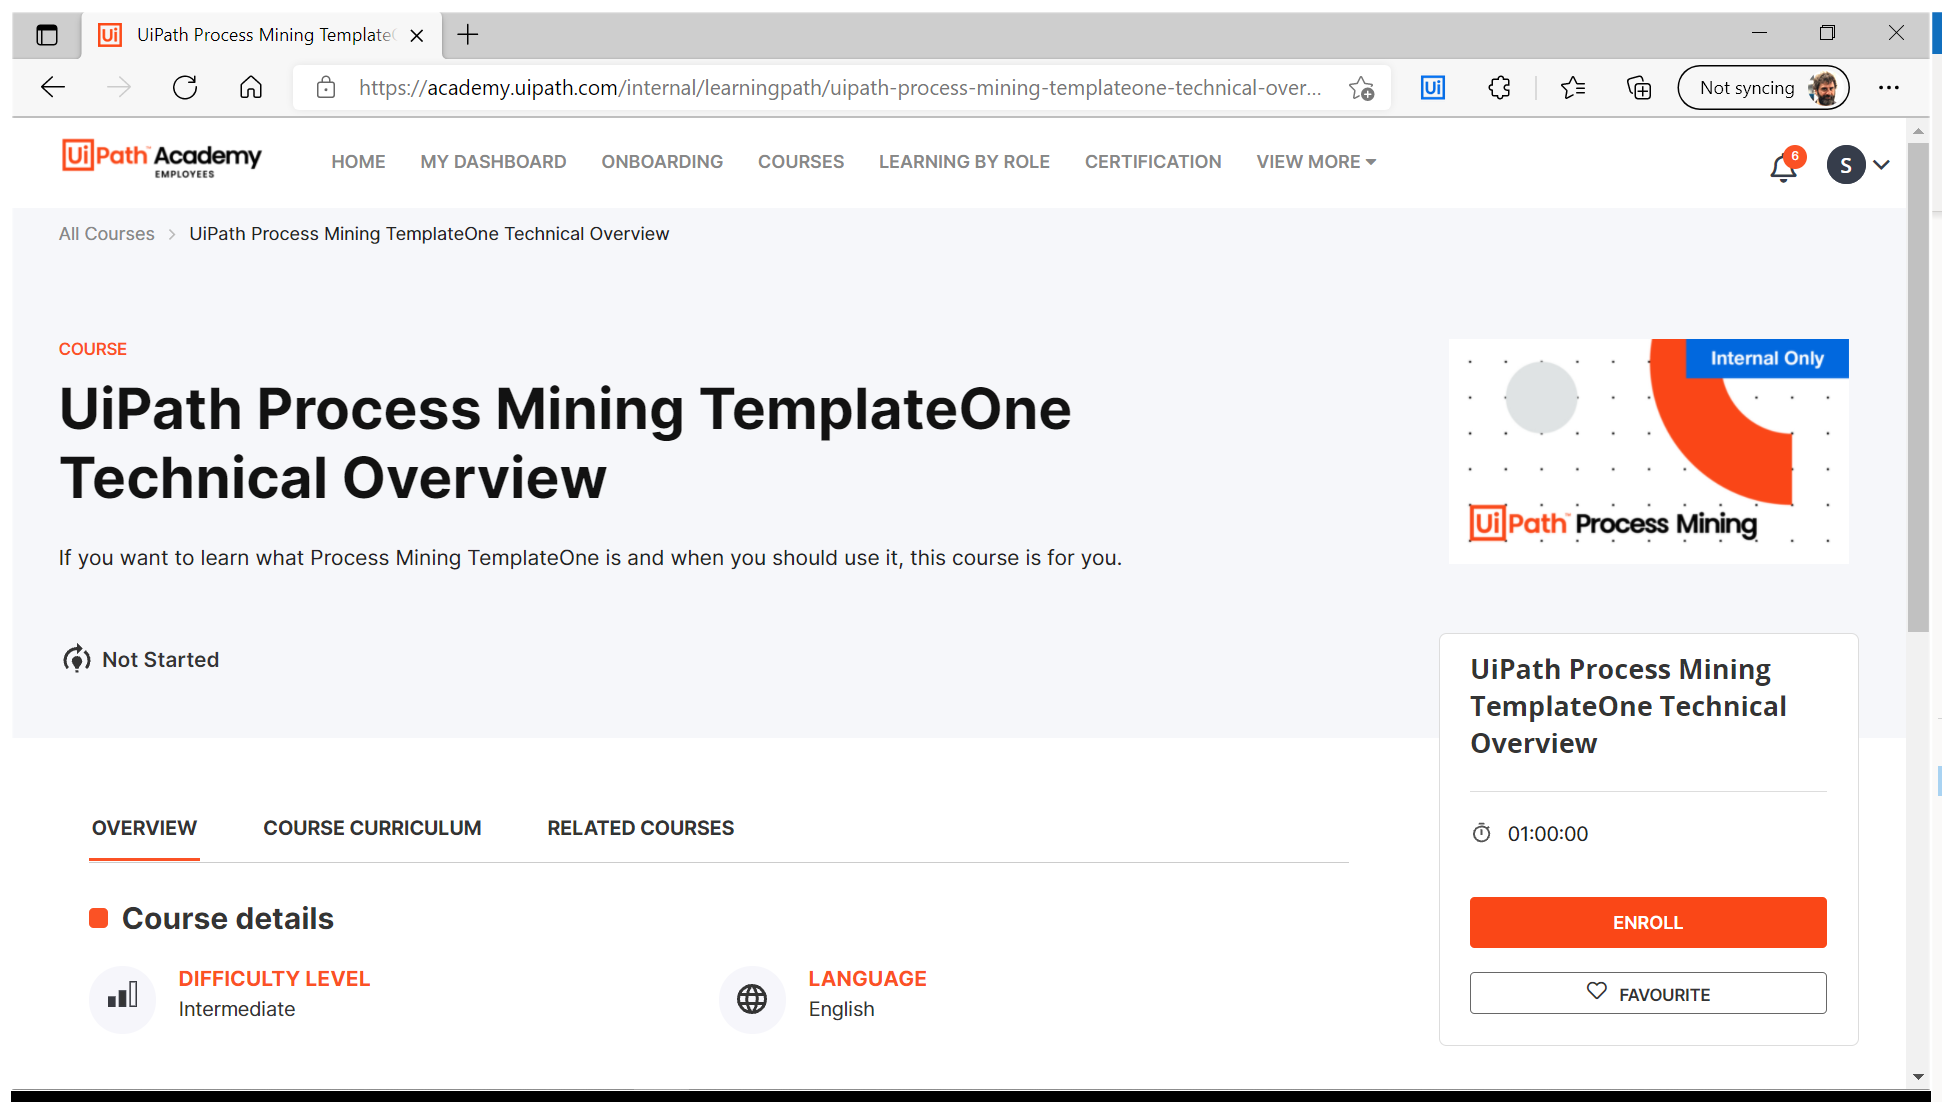 UiPath Process Mining Template
https://academy.uipath.com/internal/learningpath/uipath-process-mining-templateone-technical-over...
Ui
Not syncing
UiPath™ Academy
EMPLOYEES
HOME
MY DASHBOARD
ONBOARDING
COURSES
LEARNING BY ROLE
CERTIFICATION
VIEW MORE
6
S
All Courses > UiPath Process Mining TemplateOne Technical Overview
COURSE
UiPath Process Mining TemplateOne
Technical Overview
If you want to learn what Process Mining TemplateOne is and when you should use it, this course is for you.
Not Started
Internal Only
UiPath™ Process Mining
UiPath Process Mining
TemplateOne Technical
Overview
01:00:00
ENROLL
FAVOURITE
OVERVIEW
COURSE CURRICULUM
RELATED COURSES
Course details
DIFFICULTY LEVEL
Intermediate
LANGUAGE
English